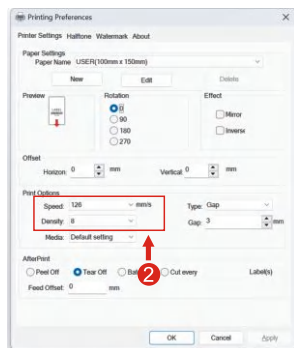 Printing Preferences
Printer Settings Halftone Watermark About
Paper Settings
Paper Name USER(100mm x 150mm)
New Edit Delete
Preview Rotation Effect
0
90
180
270
Mirror
Inverse
Offset
Horizon: 0 mm Vertical: 0 mm
Print Options
Speed: 126 mm/s Type: Gap
Density: 8 Gap: 3 mm
Media: Default setting
2
AfterPrint
Peel Off Tear Off Cut every Label(s)
Feed Offset: 0 mm
OK Cancel Apply